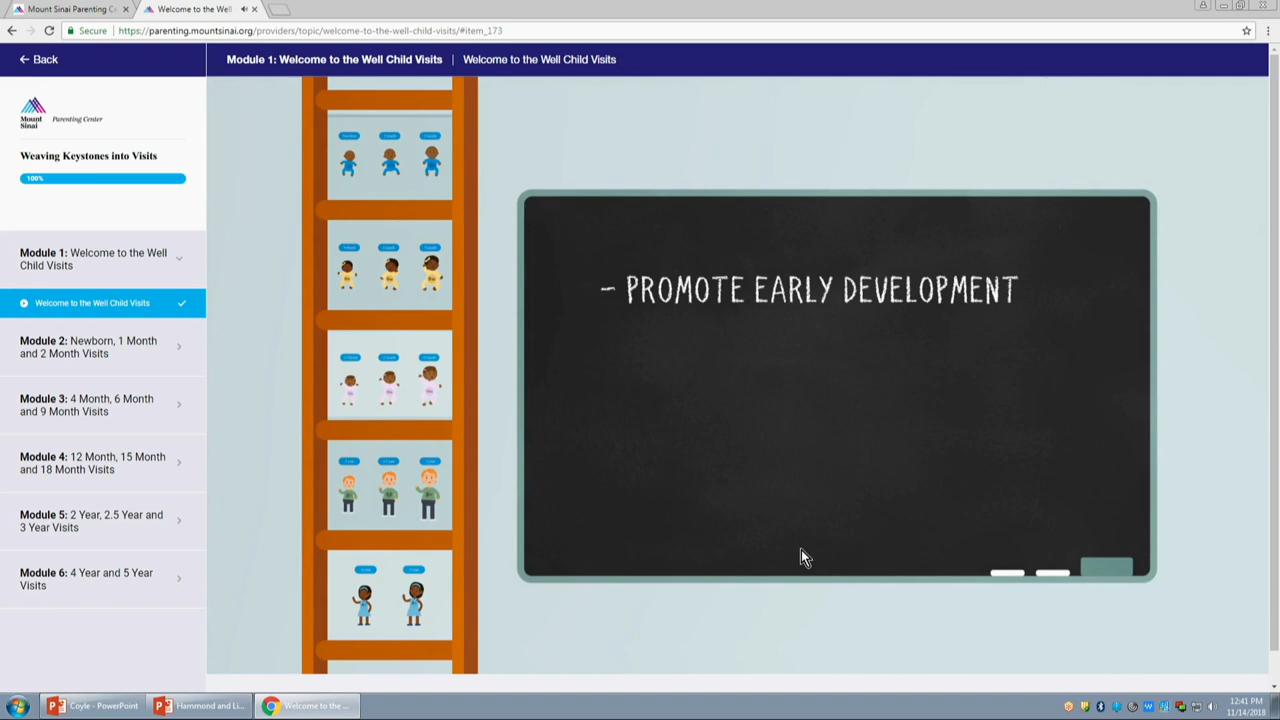 Mount Sinai Parenting C
Welcome to the Well
Secure
https://parenting.mountsinai.org/providers/topic/welcome-to-the-well-child-visits/#item_173
Back
Module 1: Welcome to the Well Child Visits | Welcome to the Well Child Visits
Mount
Sinai
Parenting Center
Weaving Keystones into Visits
100%
Module 1: Welcome to the Well
Child Visits
Welcome to the Well Child Visits
Module 2: Newborn, 1 Month
and 2 Month Visits
Module 3: 4 Month, 6 Month
and 9 Month Visits
Module 4: 12 Month, 15 Month
and 18 Month Visits
Module 5: 2 Year, 2.5 Year and
3 Year Visits
Module 6: 4 Year and 5 Year
Visits
- PROMOTE EARLY DEVELOPMENT
Coyle - PowerPoint
Hammond and Li...
Welcome to the ...
12:41 PM
11/14/2018